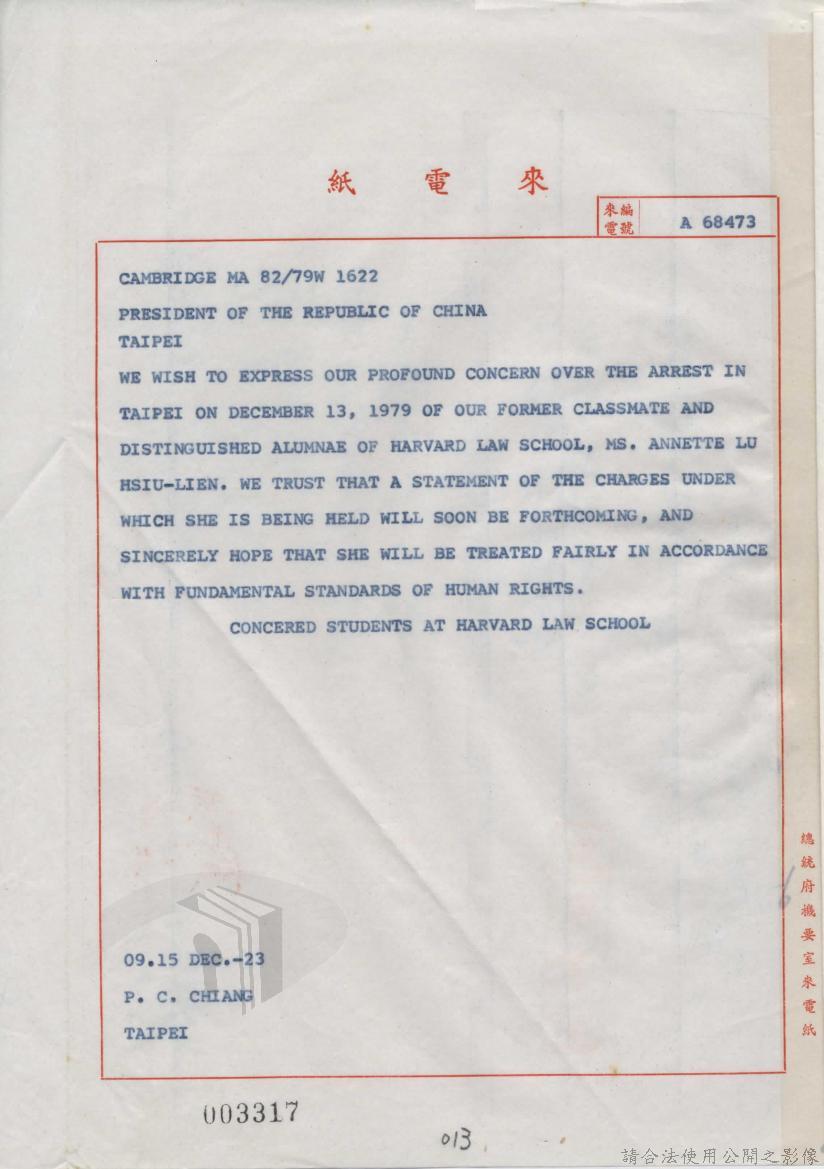 紙 電 來
來電 編號 A 68473
CAMBRIDGE MA 82/79W 1622
PRESIDENT OF THE REPUBLIC OF CHINA
TAIPEI
WE WISH TO EXPRESS OUR PROFOUND CONCERN OVER THE ARREST IN
TAIPEI ON DECEMBER 13, 1979 OF OUR FORMER CLASSMATE AND
DISTINGUISHED ALUMNAE OF HARVARD LAW SCHOOL, MS. ANNETTE LU
HSIU-LIEN. WE TRUST THAT A STATEMENT OF THE CHARGES UNDER
WHICH SHE IS BEING HELD WILL SOON BE FORTHCOMING, AND
SINCERELY HOPE THAT SHE WILL BE TREATED FAIRLY IN ACCORDANCE
WITH FUNDAMENTAL STANDARDS OF HUMAN RIGHTS.
CONCERED STUDENTS AT HARVARD LAW SCHOOL
09.15 DEC.-23
P. C. CHIANG
TAIPEI
總統府機要室來電紙
003317
013
請合法使用公開之影像